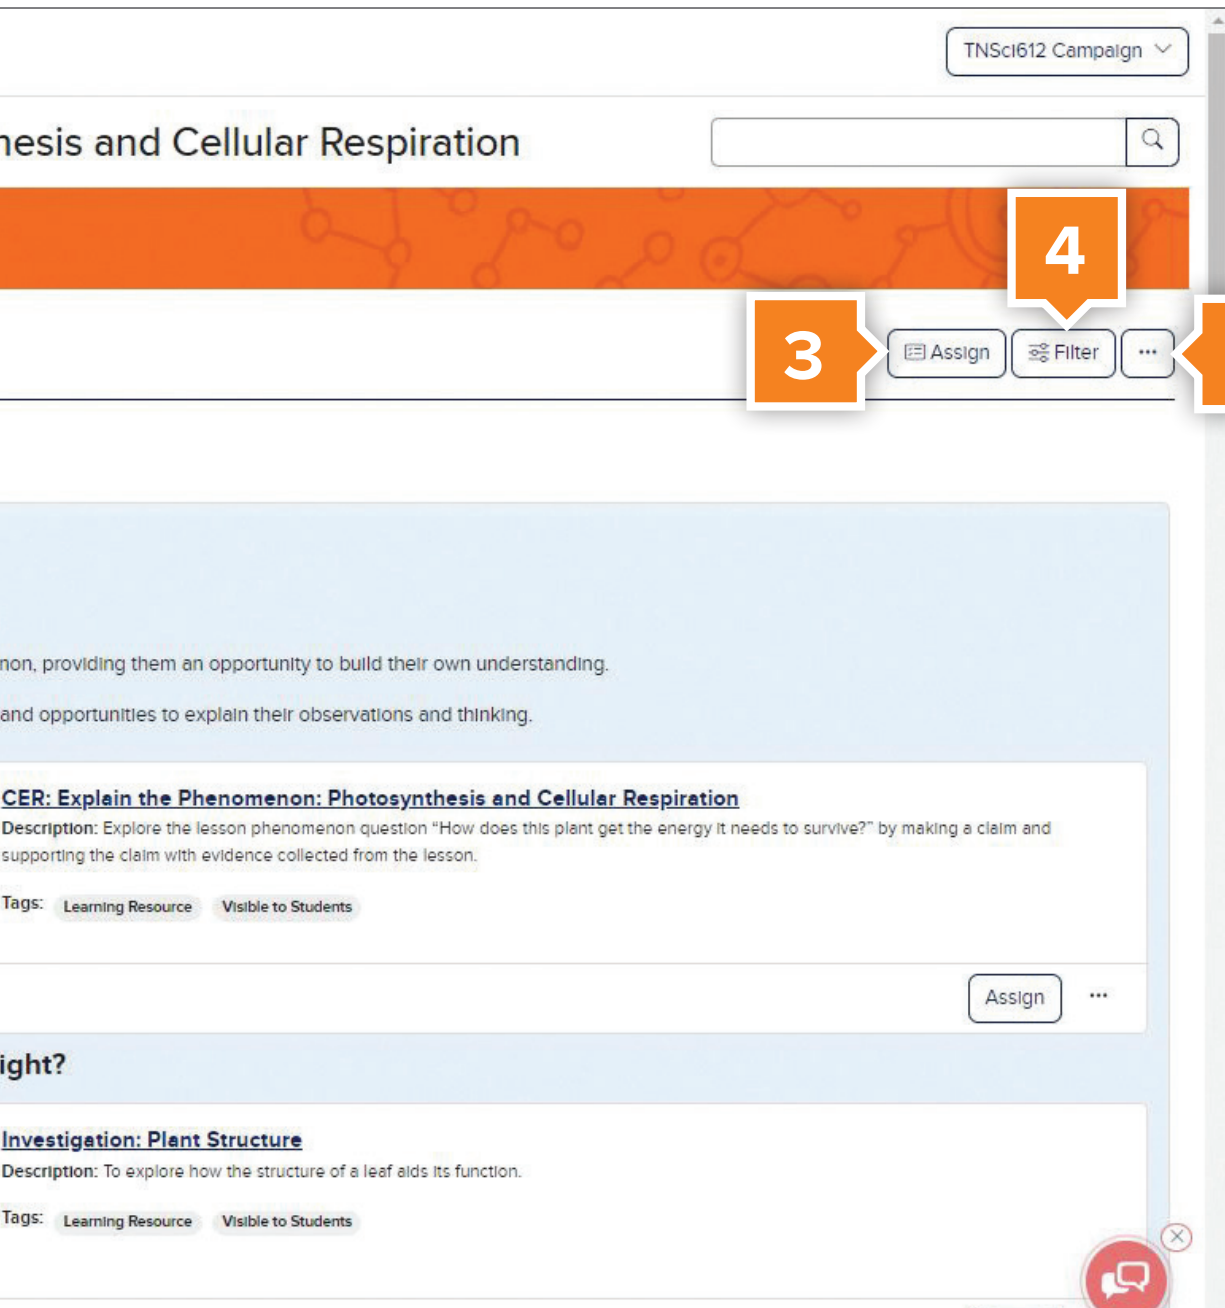 TNSci612 Campaign
nesis and Cellular Respiration
4
3
Assign
Filter
...
non, providing them an opportunity to build their own understanding.
and opportunities to explain their observations and thinking.
CER: Explain the Phenomenon: Photosynthesis and Cellular Respiration
Description: Explore the lesson phenomenon question “How does this plant get the energy it needs to survive?” by making a claim and
supporting the claim with evidence collected from the lesson.
Tags: Learning Resource Visible to Students
Assign ...
ight?
Investigation: Plant Structure
Description: To explore how the structure of a leaf aids its function.
Tags: Learning Resource Visible to Students